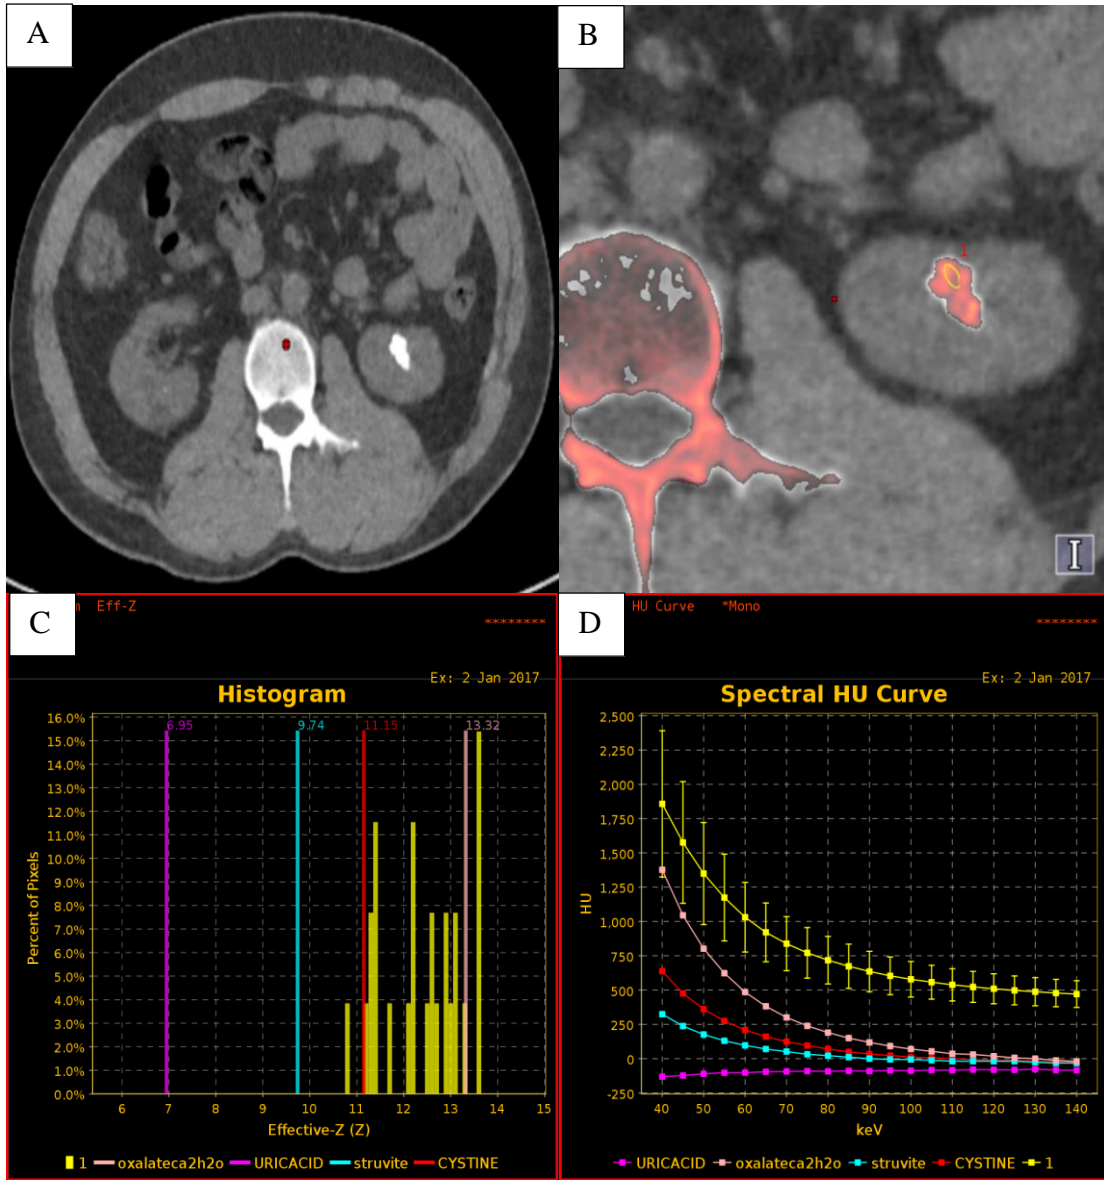 A
B
1
I
C
Eff-Z
********
Ex: 2 Jan 2017
Histogram
16.0%
15.0%
14.0%
13.0%
12.0%
11.0%
10.0%
9.0%
8.0%
7.0%
6.0%
5.0%
4.0%
3.0%
2.0%
1.0%
0.0%
Percent of Pixels
6.95
9.74
11.15
13.32
6 7 8 9 10 11 12 13 14 15
Effective-Z (Z)
1 oxalateca2h2o URICACID struvite CYSTINE
D
HU Curve *Mono
********
Ex: 2 Jan 2017
Spectral HU Curve
2,500
2,250
2,000
1,750
1,500
1,250
1,000
750
500
250
0
-250
HU
40 50 60 70 80 90 100 110 120 130 140
keV
URICACID oxalateca2h2o struvite CYSTINE 1